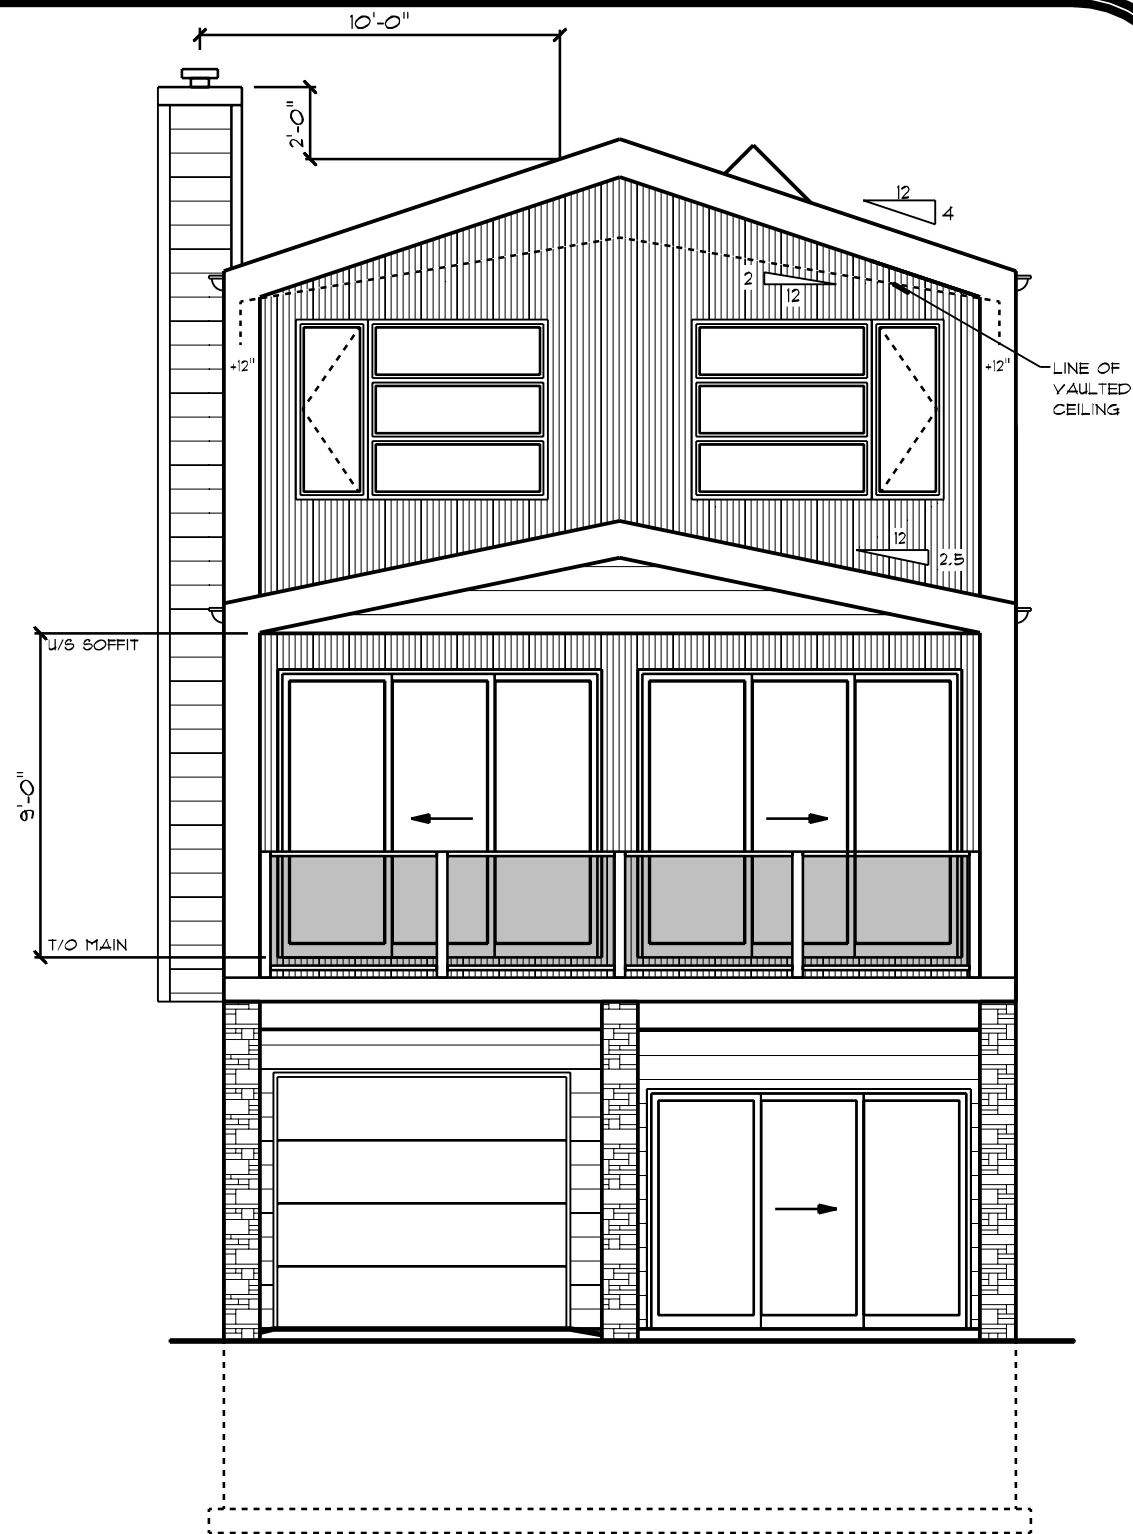 10'-0"
2'-0"
12
4
2
12
+12"
+12"
LINE OF
VAULTED
CEILING
12
2.5
U/S SOFFIT
9'-0"
T/O MAIN